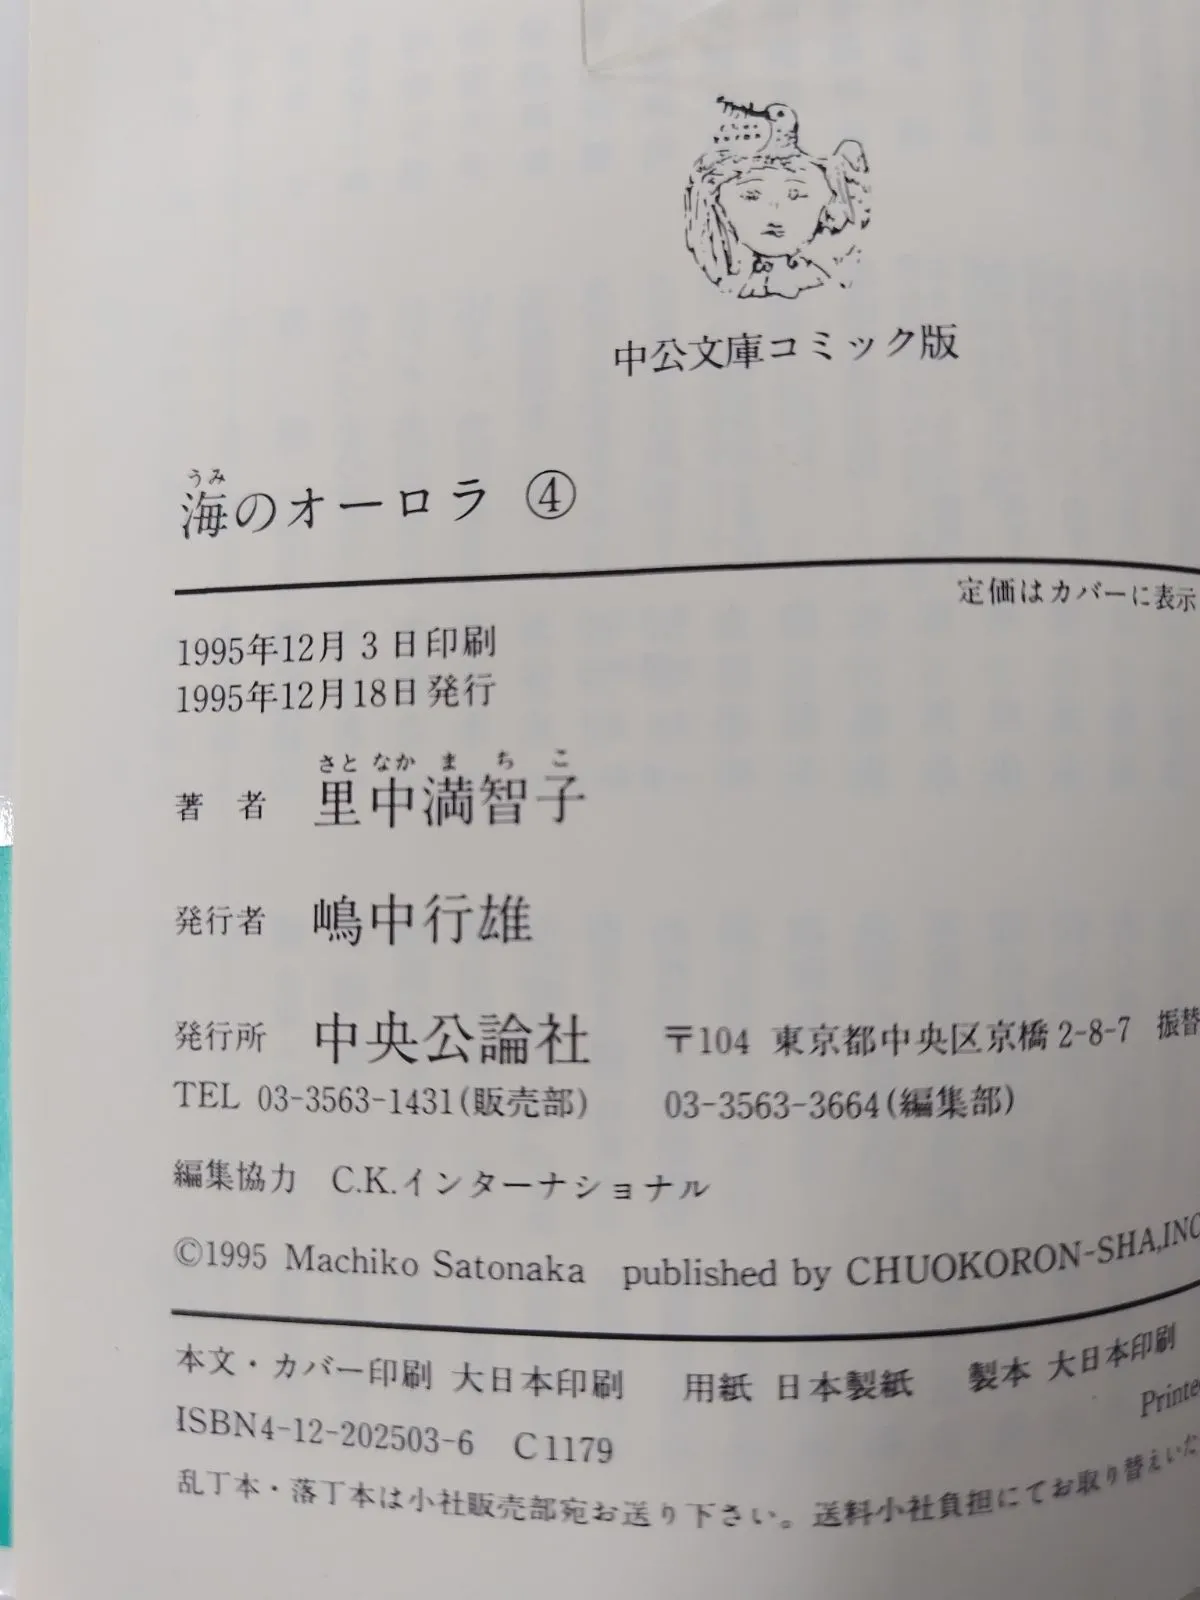 中公文庫コミック版
うみ
海のオーロラ ④
定価はカバーに表示
1995年12月3日印刷
1995年12月18日発行
さとなかまちこ
著者 里中満智子
発行者 嶋中行雄
発行所 中央公論社 〒104 東京都中央区京橋2-8-7 振替
TEL 03-3563-1431(販売部) 03-3563-3664(編集部)
編集協力 C.K.インターナショナル
©1995 Machiko Satonaka published by CHUOKORON-SHA,INC
本文・カバー印刷 大日本印刷 用紙 日本製紙 製本 大日本印刷
ISBN4-12-202503-6 C1179 Printe
乱丁本・落丁本は小社販売部宛お送り下さい。送料小社負担にてお取り替えいた